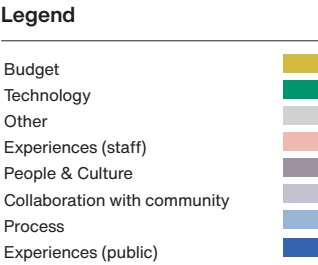 Legend
Budget
Technology
Other
Experiences (staff)
People & Culture
Collaboration with community
Process
Experiences (public)